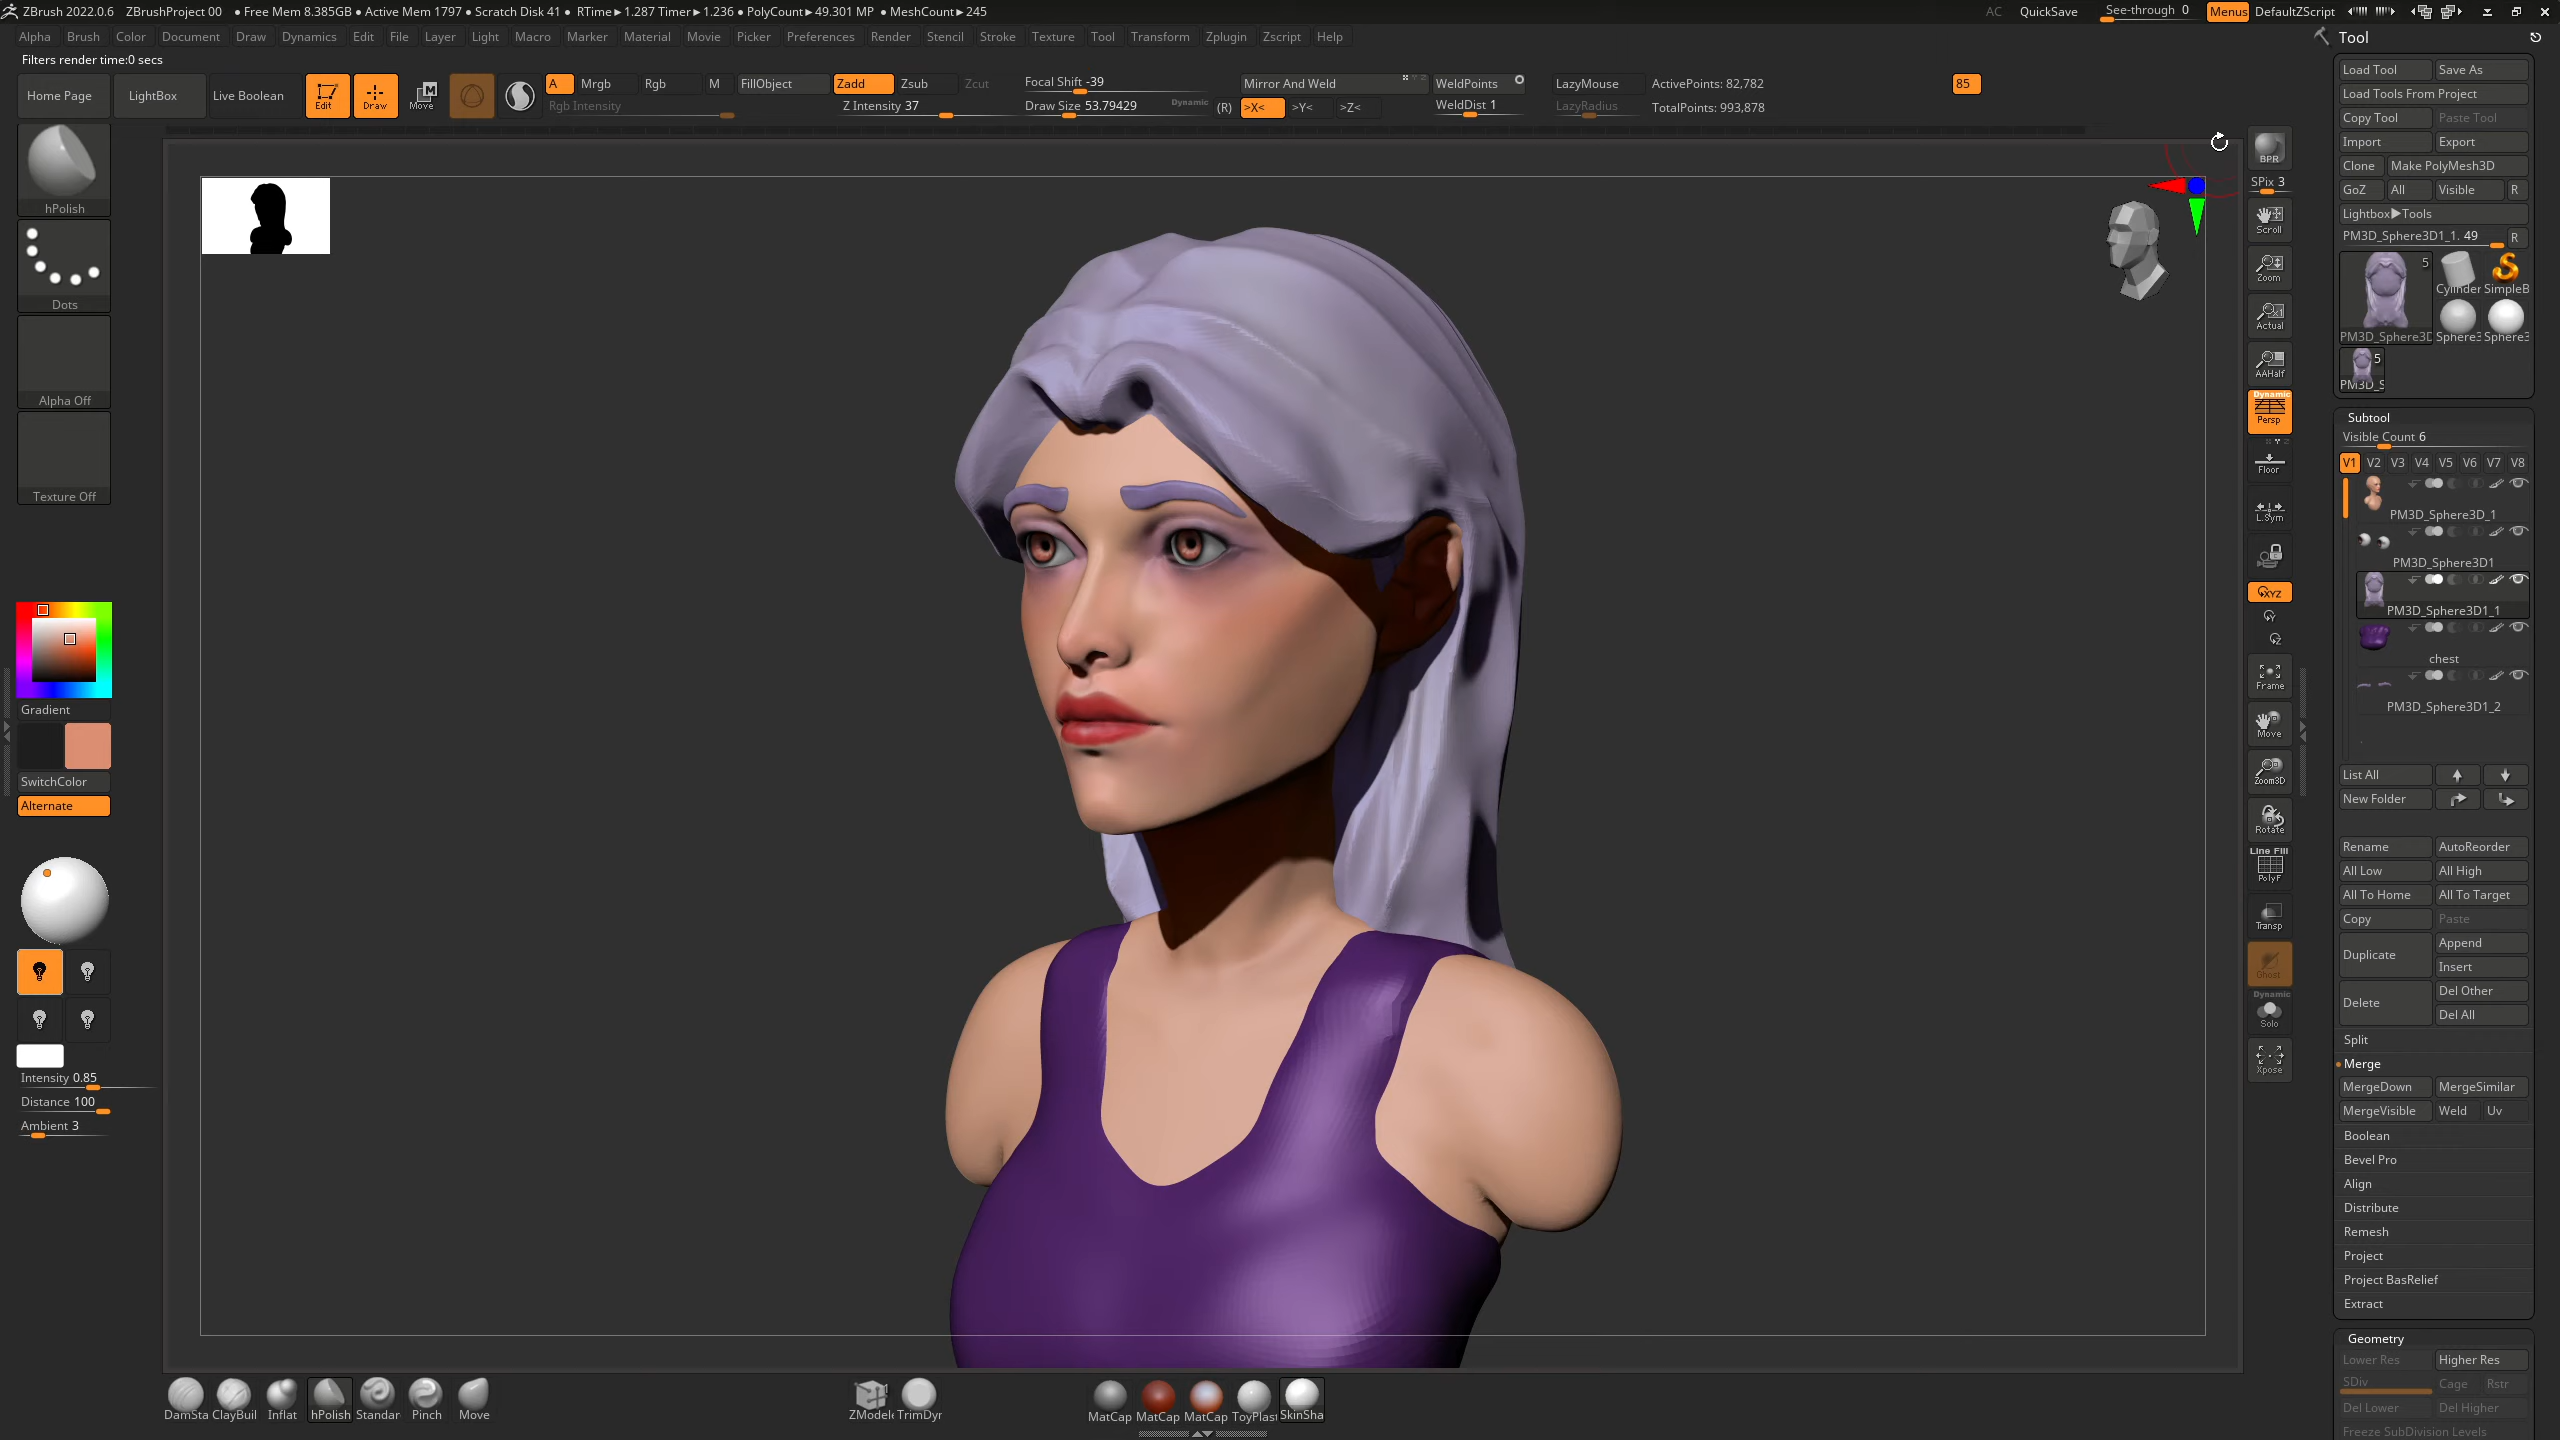 ZBrush 2022.0.6 ZBrushProject 00 ● Free Mem 8.385GB ● Active Mem 1797 ● Scratch Disk 41 ● RTime►1.287 Timer►1.236 ● PolyCount►49.301 MP ● MeshCount►245 AC QuickSave See-through 0 Menus DefaultZScript
Alpha Brush Color Document Draw Dynamics Edit File Layer Light Macro Marker Material Movie Picker Preferences Render Stencil Stroke Texture Tool Transform Zplugin Zscript Help
Filters render time:0 secs
Home Page LightBox Live Boolean Edit Draw Move
A Mrgb Rgb M FillObject Zadd Zsub Zcut
Rgb Intensity Z Intensity 37
Focal Shift -39
Draw Size 53.79429 Dynamic
Mirror And Weld WeldPoints LazyMouse ActivePoints: 82,782 85
(R) >X< >Y< >Z< WeldDist 1 LazyRadius TotalPoints: 993,878
hPolish
Dots
Alpha Off
Texture Off
Gradient
SwitchColor
Alternate
Intensity 0.85
Distance 100
Ambient 3
BPR
SPix 3
Scroll
Zoom
Actual
AAHalf
Dynamic
Persp
Floor
L.Sym
XYZ
Y
Z
Frame
Move
Zoom3D
Rotate
Line Fill
PolyF
Transp
Ghost
Dynamic
Solo
Xpose
Tool
Load Tool Save As
Load Tools From Project
Copy Tool Paste Tool
Import Export
Clone Make PolyMesh3D
GoZ All Visible R
Lightbox►Tools
PM3D_Sphere3D1_1. 49 R
5
Cylinder SimpleB
PM3D_Sphere3D Sphere3 Sphere3
5
PM3D_S
Subtool
Visible Count 6
V1 V2 V3 V4 V5 V6 V7 V8
PM3D_Sphere3D_1
PM3D_Sphere3D1
PM3D_Sphere3D1_1
chest
PM3D_Sphere3D1_2
List All
New Folder
Rename AutoReorder
All Low All High
All To Home All To Target
Copy Paste
Duplicate Append
Insert
Delete Del Other
Del All
Split
Merge
MergeDown MergeSimilar
MergeVisible Weld Uv
Boolean
Bevel Pro
Align
Distribute
Remesh
Project
Project BasRelief
Extract
Geometry
Lower Res Higher Res
SDiv Cage Rstr
Del Lower Del Higher
Freeze SubDivision Levels
DamSta ClayBuil Inflat hPolish Standar Pinch Move ZModele TrimDyr MatCap MatCap MatCap ToyPlast SkinSha